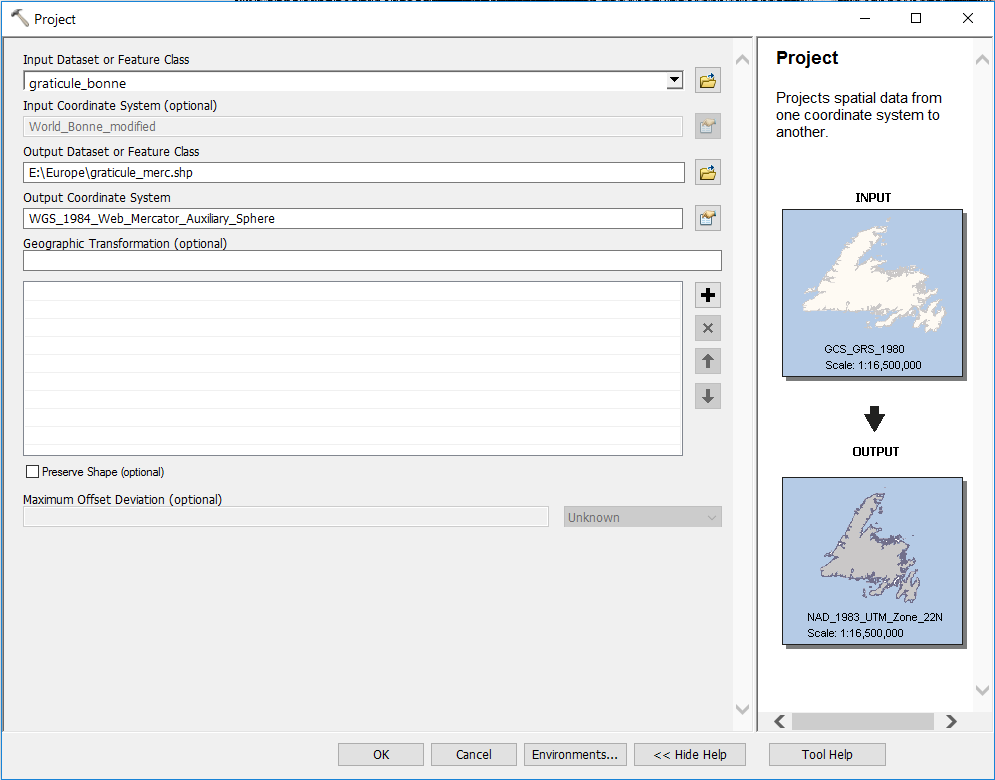 Project
Input Dataset or Feature Class
graticule_bonne
Input Coordinate System (optional)
World_Bonne_modified
Output Dataset or Feature Class
E:\Europe\graticule_merc.shp
Output Coordinate System
WGS_1984_Web_Mercator_Auxiliary_Sphere
Geographic Transformation (optional)
Preserve Shape (optional)
Maximum Offset Deviation (optional)
Unknown
OK
Cancel
Environments...
<< Hide Help
Project
Projects spatial data from
one coordinate system to
another.
INPUT
GCS_GRS_1980
Scale: 1:16,500,000
OUTPUT
NAD_1983_UTM_Zone_22N
Scale: 1:16,500,000
Tool Help